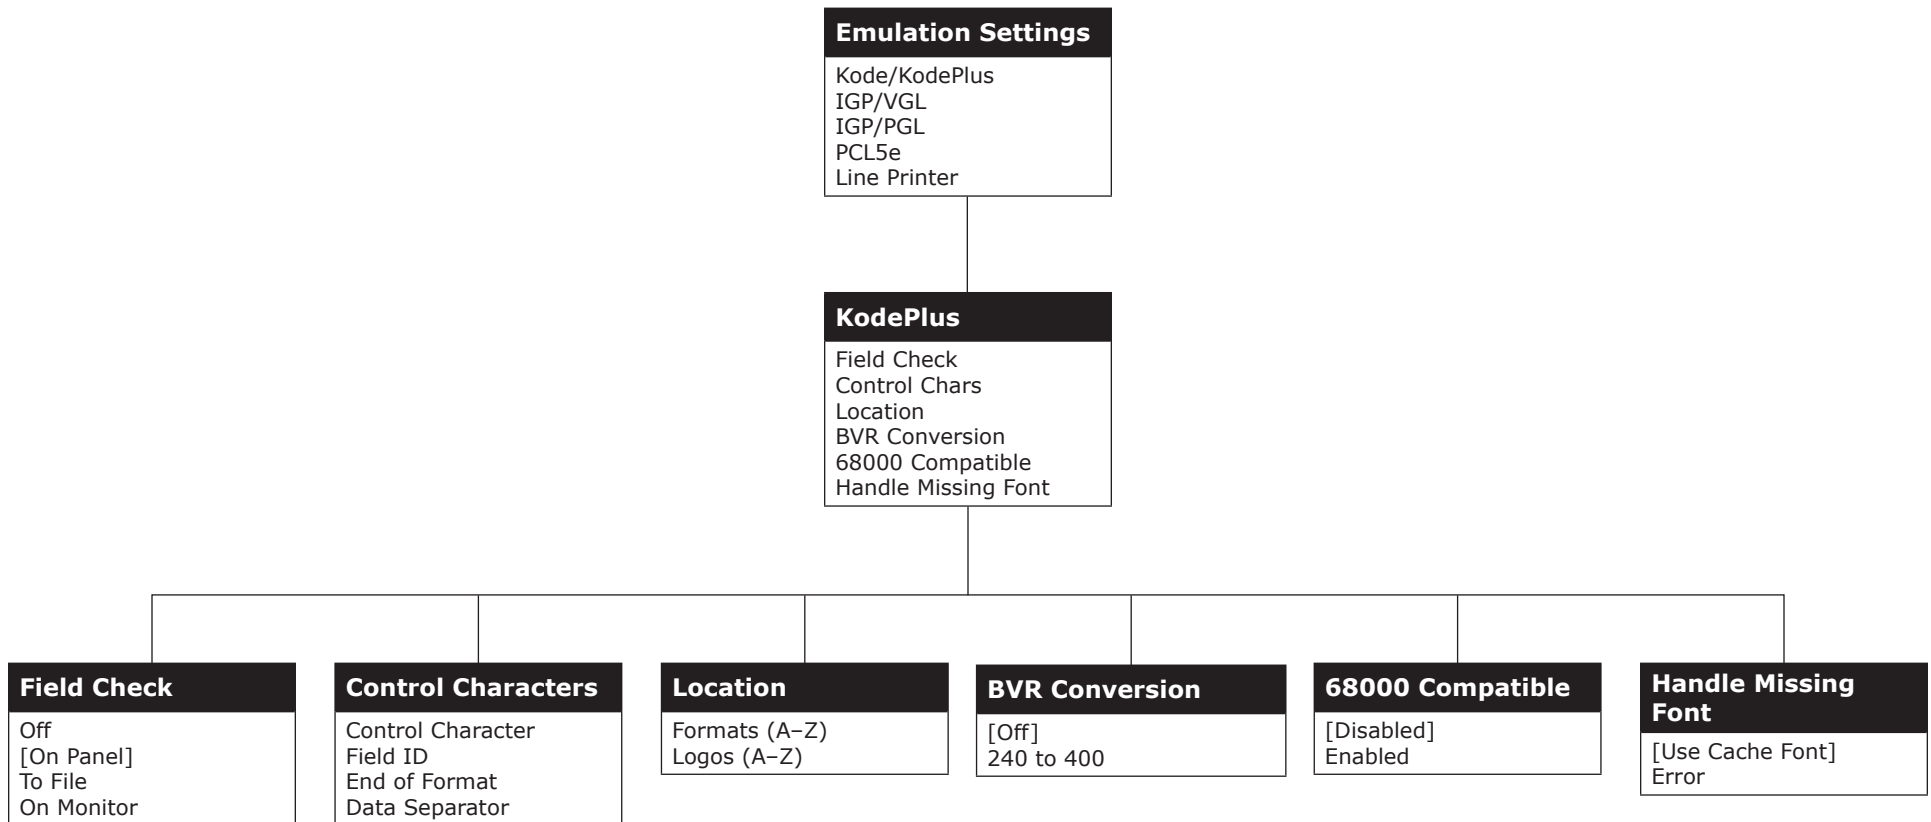 Emulation Settings
Kode/KodePlus
IGP/VGL
IGP/PGL
PCL5e
Line Printer
KodePlus
Field Check
Control Chars
Location
BVR Conversion
68000 Compatible
Handle Missing Font
Field Check
Off
[On Panel]
To File
On Monitor
Control Characters
Control Character
Field ID
End of Format
Data Separator
Location
Formats (A–Z)
Logos (A–Z)
BVR Conversion
[Off]
240 to 400
68000 Compatible
[Disabled]
Enabled
Handle Missing
Font
[Use Cache Font]
Error